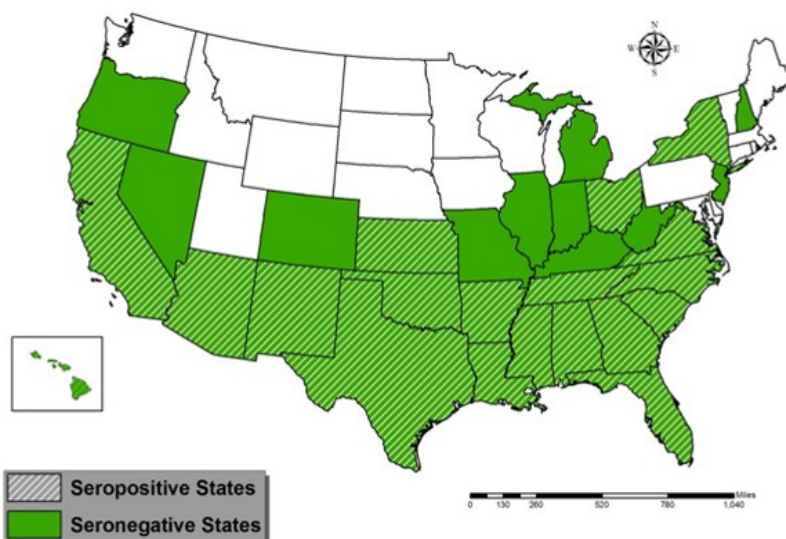 N
W E
S
Seropositive States
Seronegative States
Miles
0 130 260 520 780 1,040